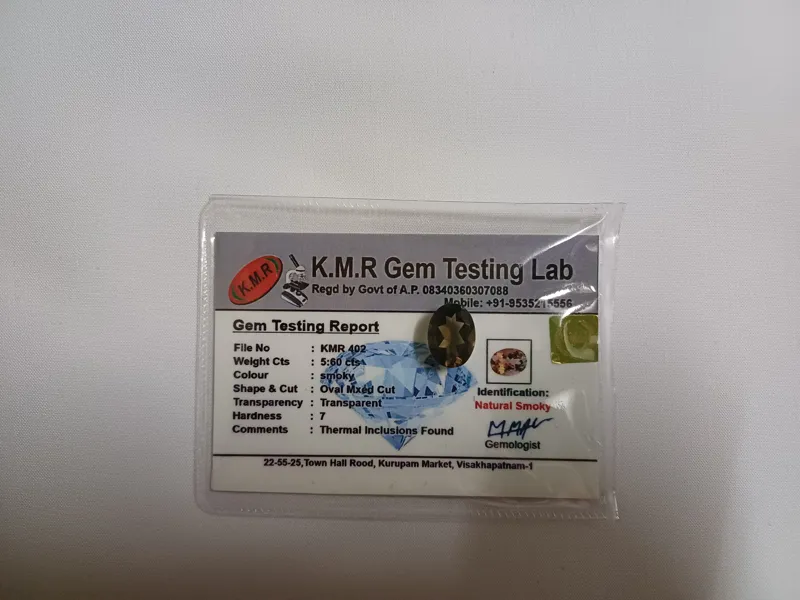 K.M.R
K.M.R Gem Testing Lab
Regd by Govt of A.P. 08340360307088
Mobile: +91-9535215556
Gem Testing Report
File No : KMR 402
Weight Cts : 5:60 cts
Colour : smoky
Shape & Cut : Oval Mxed Cut
Transparency : Transparent
Hardness : 7
Comments : Thermal Inclusions Found
Identification:
Natural Smoky
Gemologist
22-55-25,Town Hall Rood, Kurupam Market, Visakhapatnam-1